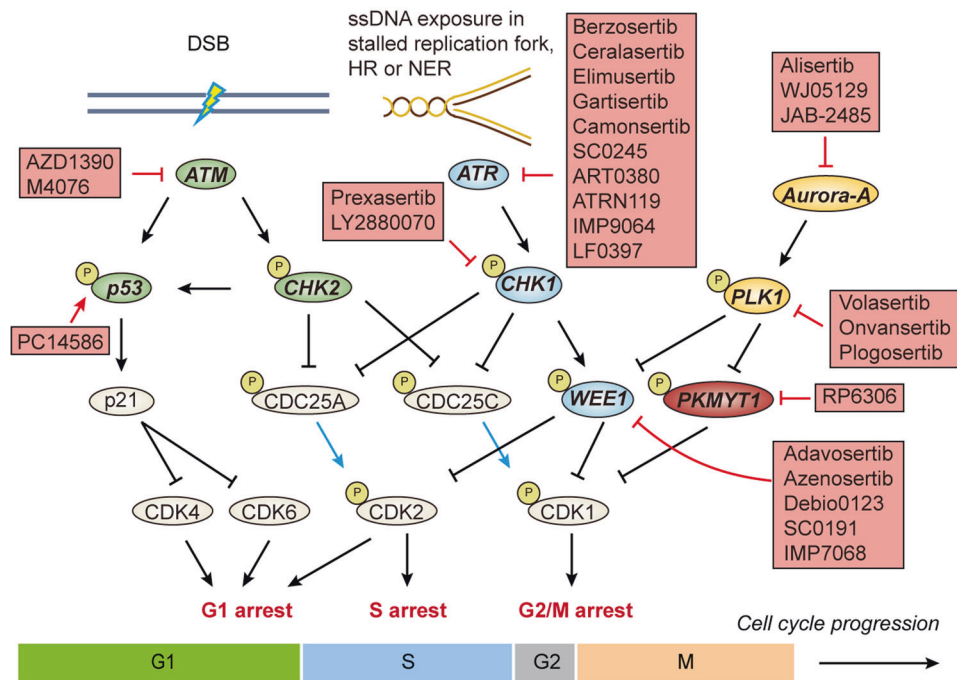 DSB
ssDNA exposure in
stalled replication fork,
HR or NER
Berzosertib
Ceralasertib
Elimusertib
Gartisertib
Camonsertib
SC0245
ART0380
ATRN119
IMP9064
LF0397
Alisertib
WJ05129
JAB-2485
AZD1390
M4076
ATM
ATR
Aurora-A
Prexasertib
LY2880070
P
p53
P
CHK2
P
CHK1
P
PLK1
PC14586
Volasertib
Onvansertib
Plogosertib
p21
P
CDC25A
P
CDC25C
P
WEE1
P
PKMYT1
RP6306
Adavosertib
Azenosertib
Debio0123
SC0191
IMP7068
CDK4
CDK6
P
CDK2
P
CDK1
G1 arrest
S arrest
G2/M arrest
Cell cycle progression
G1
S
G2
M